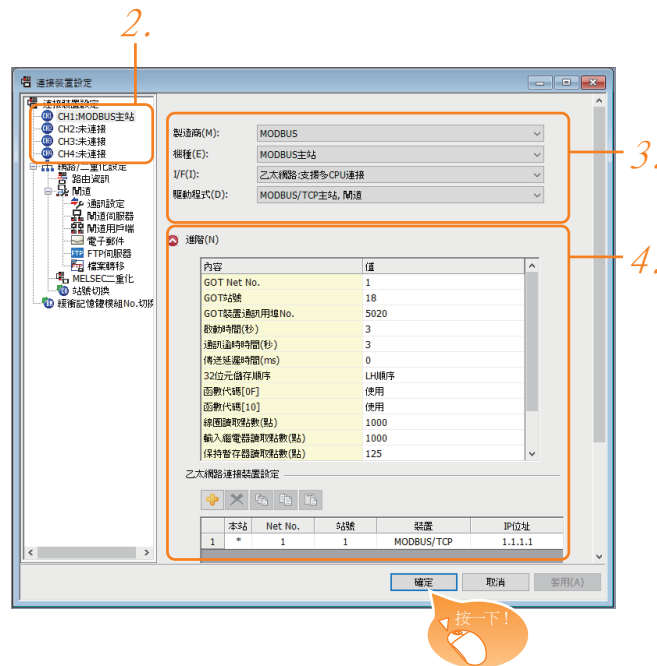 2.
連接裝置設定
連接裝置設定
CH1:MODBUS主站
CH2:未連接
CH3:未連接
CH4:未連接
網路/二重化設定
路由資訊
閘道
通訊設定
閘道伺服器
閘道用戶端
電子郵件
FTP伺服器
檔案轉移
MELSEC二重化
站號切換
緩衝記憶體模組No.切換
製造商(M):
MODBUS
機種(E):
MODBUS主站
I/F(I):
乙太網路:支援多CPU連接
驅動程式(D):
MODBUS/TCP主站, 閘道
3.
進階(N)
4.
內容 值
GOT Net No. 1
GOT站號 18
GOT裝置通訊用埠No. 5020
啟動時間(秒) 3
通訊逾時時間(秒) 3
傳送延遲時間(ms) 0
32位元儲存順序 LH順序
函數代碼[0F] 使用
函數代碼[10] 使用
線圈讀取點數(點) 1000
輸入繼電器讀取點數(點) 1000
保持暫存器讀取點數(點) 125
乙太網路連接裝置設定
本站 Net No. 站號 裝置 IP位址
1 * 1 1 MODBUS/TCP 1.1.1.1
確定 取消 套用(A)
按一下!